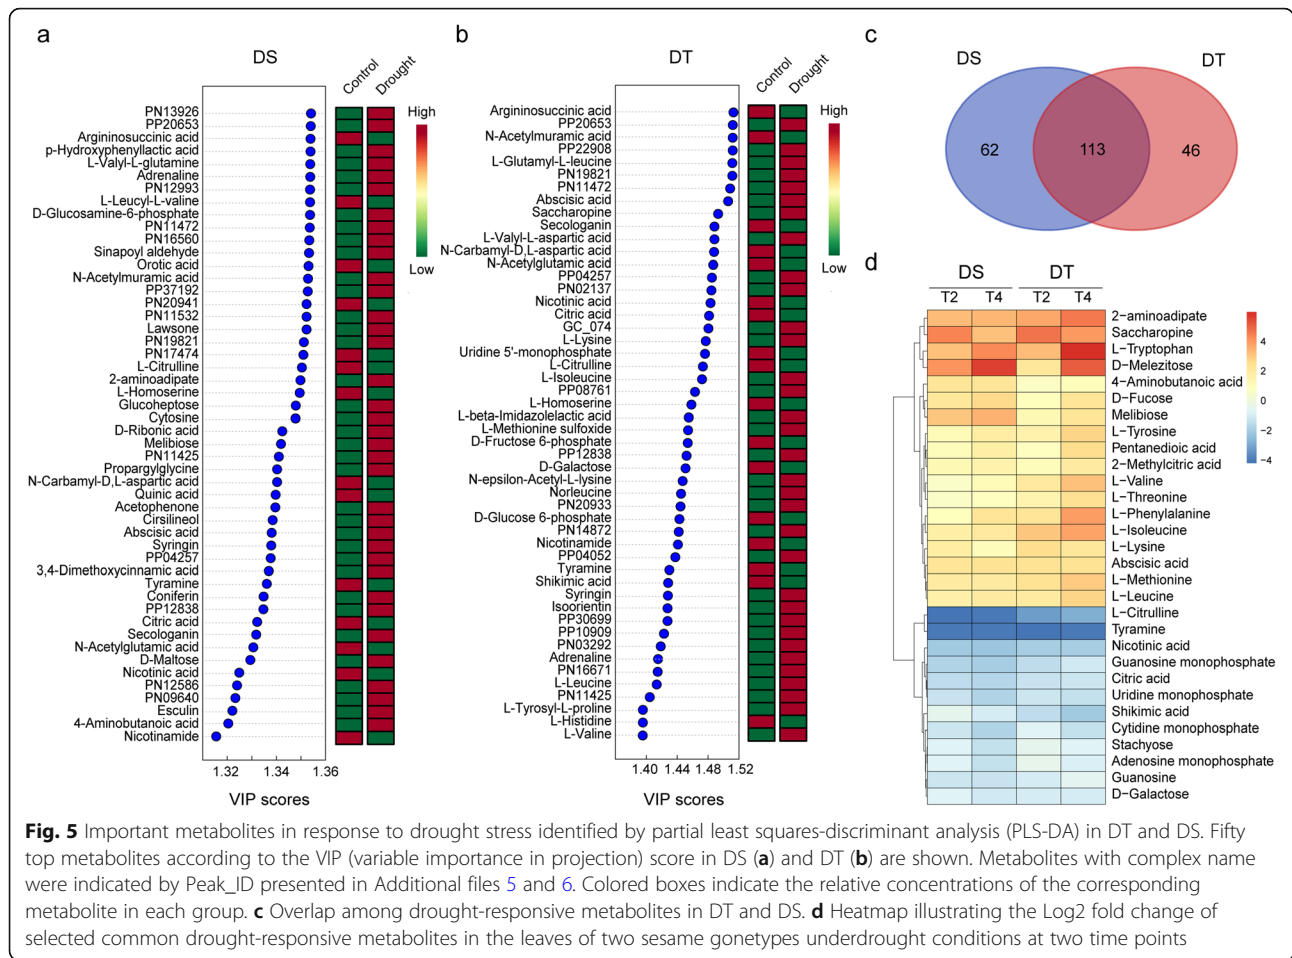 a
DS
Control
Drought
High
Low
PN13926
PP20653
Argininosuccinic acid
p-Hydroxyphenyllactic acid
L-Valyl-L-glutamine
Adrenaline
PN12993
L-Leucyl-L-valine
D-Glucosamine-6-phosphate
PN11472
PN16560
Sinapoyl aldehyde
Orotic acid
N-Acetylmuramic acid
PP37192
PN20941
PN11532
Lawsone
PN19821
PN17474
L-Citrulline
2-aminoadipate
L-Homoserine
Glucoheptose
Cytosine
D-Ribonic acid
Melibiose
PN11425
Propargylglycine
N-Carbamyl-D,L-aspartic acid
Quinic acid
Acetophenone
Cirsilineol
Abscisic acid
Syringin
PP04257
3,4-Dimethoxycinnamic acid
Tyramine
Coniferin
PP12838
Citric acid
Secologanin
N-Acetylglutamic acid
D-Maltose
Nicotinic acid
PN12586
PN09640
Esculin
4-Aminobutanoic acid
Nicotinamide
1.32 1.34 1.36
VIP scores
b
DT
Control
Drought
High
Low
Argininosuccinic acid
PP20653
N-Acetylmuramic acid
PP22908
L-Glutamyl-L-leucine
PN19821
PN11472
Abscisic acid
Saccharopine
Secologanin
L-Valyl-L-aspartic acid
N-Carbamyl-D,L-aspartic acid
N-Acetylglutamic acid
PP04257
PN02137
Nicotinic acid
Citric acid
GC_074
L-Lysine
Uridine 5'-monophosphate
L-Citrulline
L-Isoleucine
PP08761
L-Homoserine
L-beta-Imidazolelactic acid
L-Methionine sulfoxide
D-Fructose 6-phosphate
PP12838
D-Galactose
N-epsilon-Acetyl-L-lysine
Norleucine
PN20933
D-Glucose 6-phosphate
PN14872
Nicotinamide
PP04052
Tyramine
Shikimic acid
Syringin
Isoorientin
PP30699
PP10909
PN03292
Adrenaline
PN16671
L-Leucine
PN11425
L-Tyrosyl-L-proline
L-Histidine
L-Valine
1.40 1.44 1.48 1.52
VIP scores
c
DS DT
62 113 46
d
DS DT
T2 T4 T2 T4
2−aminoadipate
Saccharopine
L−Tryptophan
D−Melezitose
4−Aminobutanoic acid
D−Fucose
Melibiose
L−Tyrosine
Pentanedioic acid
2−Methylcitric acid
L−Valine
L−Threonine
L−Phenylalanine
L−Isoleucine
L−Lysine
Abscisic acid
L−Methionine
L−Leucine
L−Citrulline
Tyramine
Nicotinic acid
Guanosine monophosphate
Citric acid
Uridine monophosphate
Shikimic acid
Cytidine monophosphate
Stachyose
Adenosine monophosphate
Guanosine
D−Galactose
4
2
0
−2
−4
Fig. 5 Important metabolites in response to drought stress identified by partial least squares-discriminant analysis (PLS-DA) in DT and DS. Fifty
top metabolites according to the VIP (variable importance in projection) score in DS (a) and DT (b) are shown. Metabolites with complex name
were indicated by Peak_ID presented in Additional files 5 and 6. Colored boxes indicate the relative concentrations of the corresponding
metabolite in each group. c Overlap among drought-responsive metabolites in DT and DS. d Heatmap illustrating the Log2 fold change of
selected common drought-responsive metabolites in the leaves of two sesame gonetypes underdrought conditions at two time points